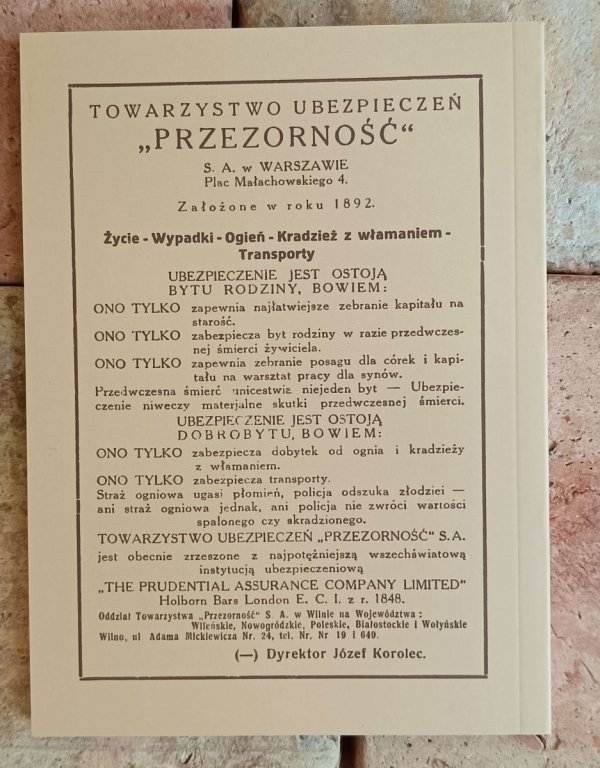 TOWARZYSTWO UBEZPIECZEŃ
„PRZEZORNOŚĆ“
S. A. w WARSZAWIE
Plac Małachowskiego 4.
Założone w roku 1892.
Życie - Wypadki - Ogień - Kradzież z włamaniem -
Transporty
UBEZPIECZENIE JEST OSTOJĄ
BYTU RODZINY, BOWIEM:
ONO TYLKO zapewnia najłatwiejsze zebranie kapitału na
starość.
ONO TYLKO zabezpiecza byt rodziny w razie przedwczes-
nej śmierci żywiciela.
ONO TYLKO zapewnia zebranie posagu dla córek i kapi-
tału na warsztat pracy dla synów.
Przedwczesna śmierć unicestwia niejeden byt — Ubezpie-
czenie niweczy materjalne skutki przedwczesnej śmierci.
UBEZPIECZENIE JEST OSTOJĄ
DOBROBYTU, BOWIEM:
ONO TYLKO zabezpiecza dobytek od ognia i kradzieży
z włamaniem.
ONO TYLKO zabezpiecza transporty.
Straż ogniowa ugasi płomień, policja odszuka złodziei —
ani straż ogniowa jednak, ani policja nie zwróci wartości
spalonego czy skradzionego.
TOWARZYSTWO UBEZPIECZEŃ „PRZEZORNOŚĆ“ S.A.
jest obecnie zrzeszone z najpotężniejszą wszechświatową
instytucją ubezpieczeniową
„THE PRUDENTIAL ASSURANCE COMPANY LIMITED“
Holborn Bars London E. C. I. z r. 1848.
Oddział Towarzystwa „Przezorność“ S. A. w Wilnie na Województwa :
Wileńskie, Nowogródzkie, Poleskie, Białostockie i Wołyńskie
Wilno, ul Adama Mickiewicza Nr. 24, tel. Nr. Nr 19 i 649.
(—) Dyrektor Józef Korolec.